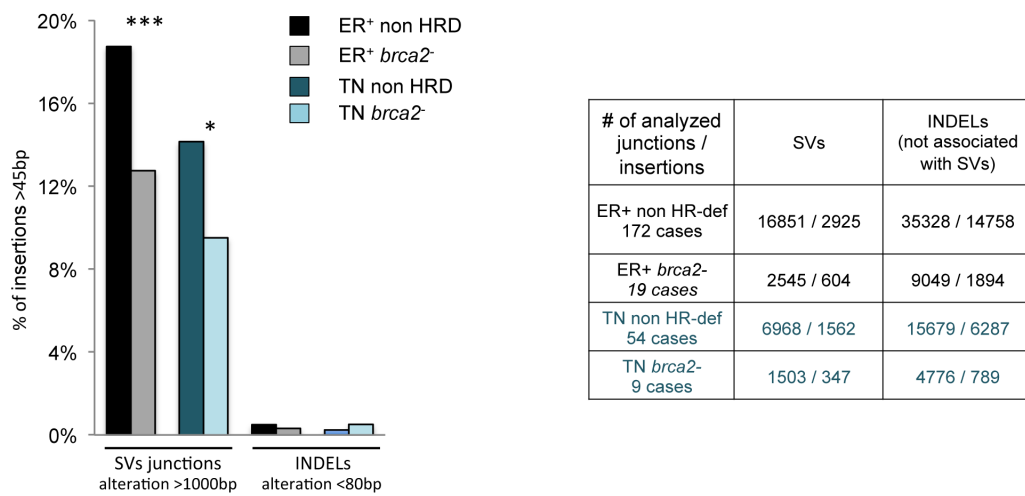 20%
16%
12%
8%
4%
0%
% of insertions >45bp
***
*
ER⁺ non HRD
ER⁺ brca2⁻
TN non HRD
TN brca2⁻
SVs junctions
alteration >1000bp
INDELs
alteration <80bp
# of analyzed
junctions /
insertions
SVs
INDELs
(not associated
with SVs)
ER+ non HR-def
172 cases
16851 / 2925
35328 / 14758
ER+ brca2-
19 cases
2545 / 604
9049 / 1894
TN non HR-def
54 cases
6968 / 1562
15679 / 6287
TN brca2-
9 cases
1503 / 347
4776 / 789